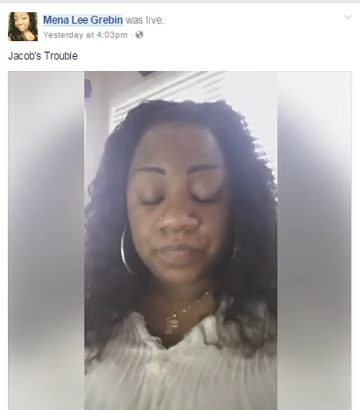 Mena Lee Grebin was live.
Yesterday at 4:03pm ·
Jacob's Trouble